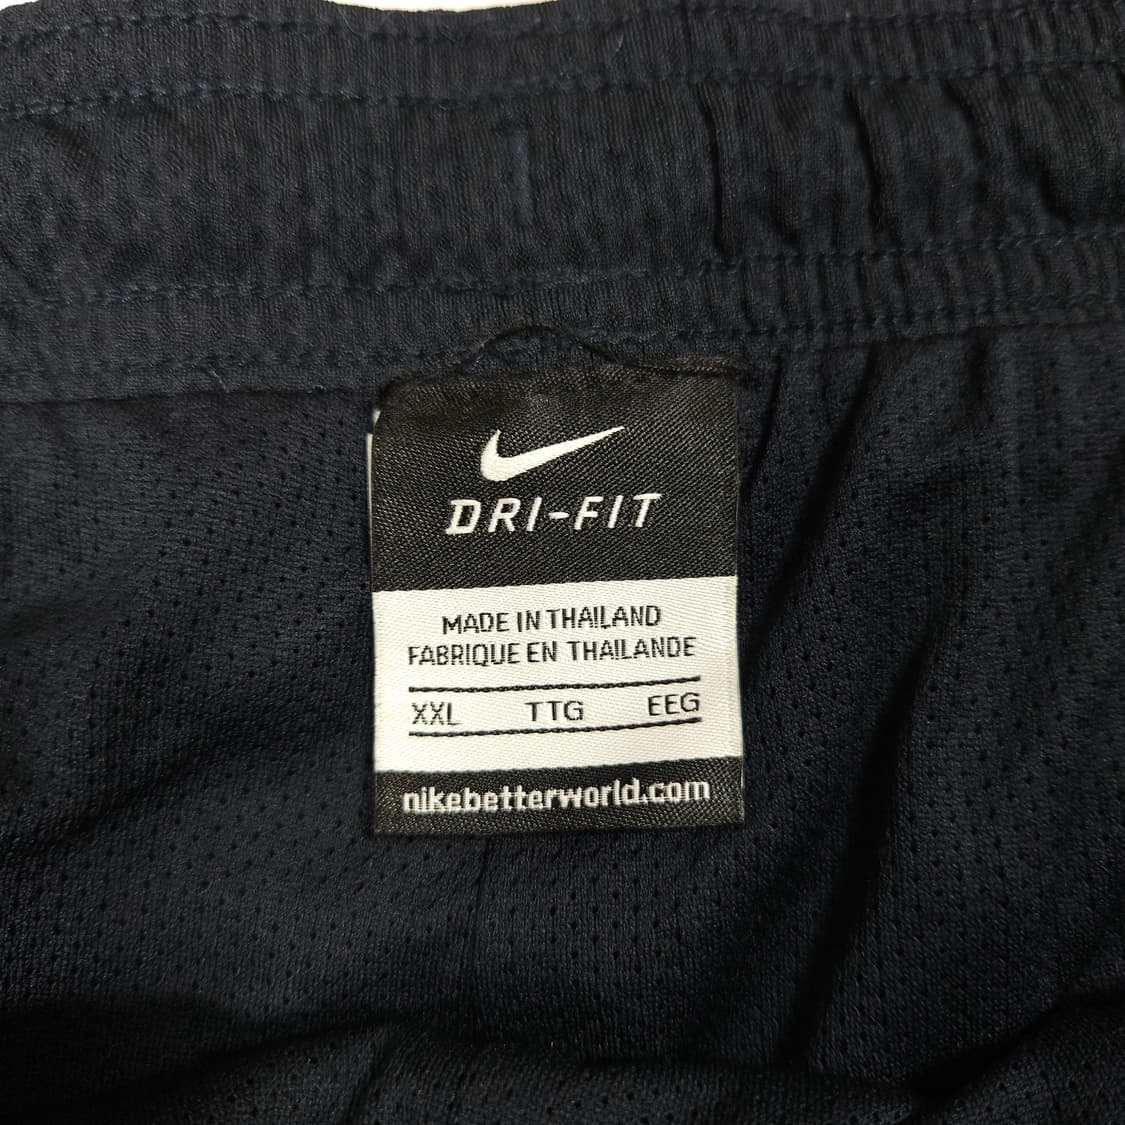 DRI-FIT
MADE IN THAILAND
FABRIQUE EN THAILANDE
XXL TTG EEG
nikebetterworld.com